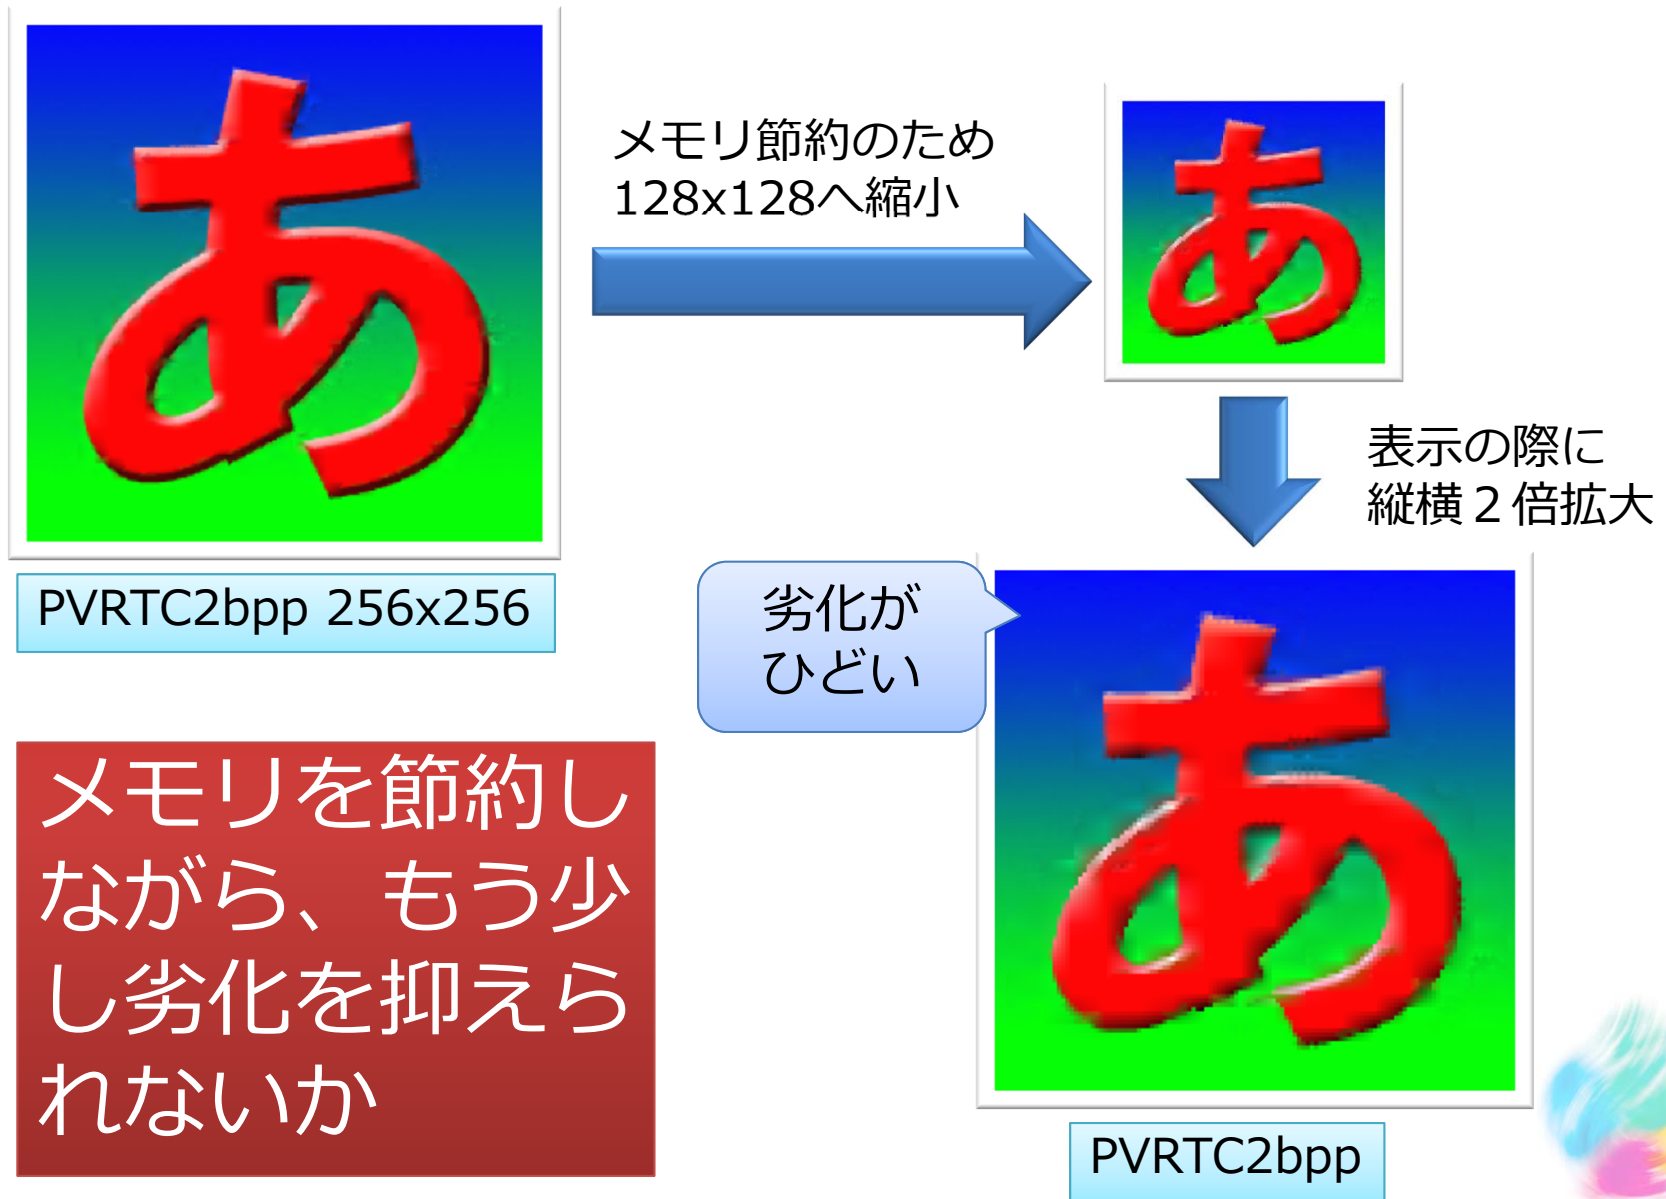 あ
メモリ節約のため
128x128へ縮小
あ
表示の際に
縦横２倍拡大
PVRTC2bpp 256x256
劣化が
ひどい
あ
メモリを節約し
ながら、もう少
し劣化を抑えら
れないか
PVRTC2bpp